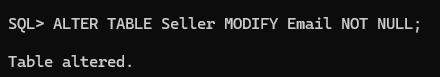 SQL> ALTER TABLE Seller MODIFY Email NOT NULL;
Table altered.